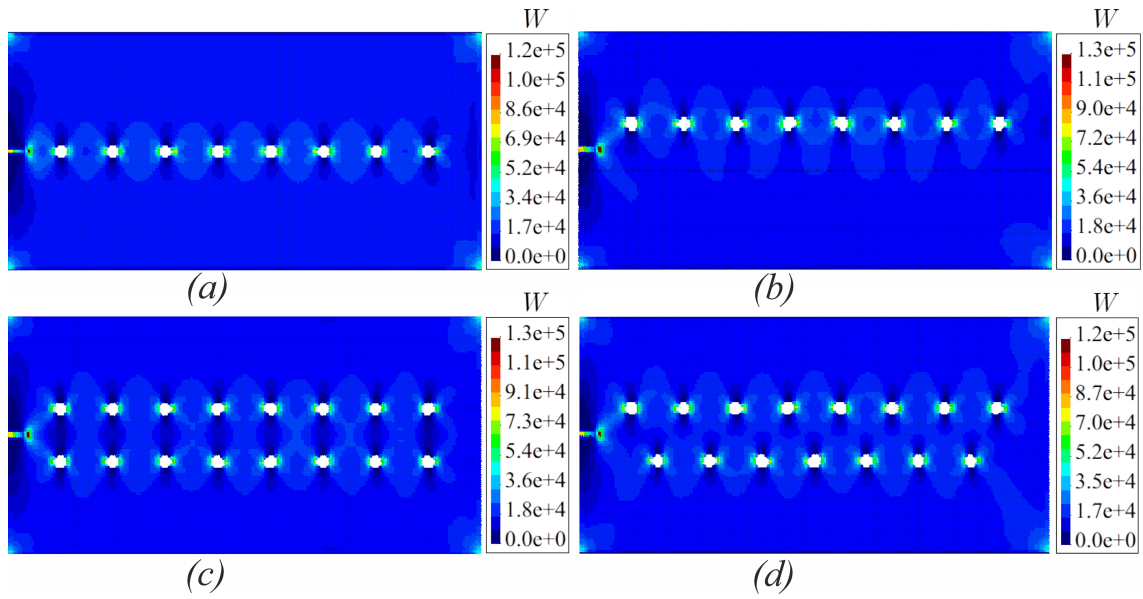 W
1.2e+5
1.0e+5
8.6e+4
6.9e+4
5.2e+4
3.4e+4
1.7e+4
0.0e+0
(a)
W
1.3e+5
1.1e+5
9.0e+4
7.2e+4
5.4e+4
3.6e+4
1.8e+4
0.0e+0
(b)
W
1.3e+5
1.1e+5
9.1e+4
7.3e+4
5.4e+4
3.6e+4
1.8e+4
0.0e+0
(c)
W
1.2e+5
1.0e+5
8.7e+4
7.0e+4
5.2e+4
3.5e+4
1.7e+4
0.0e+0
(d)